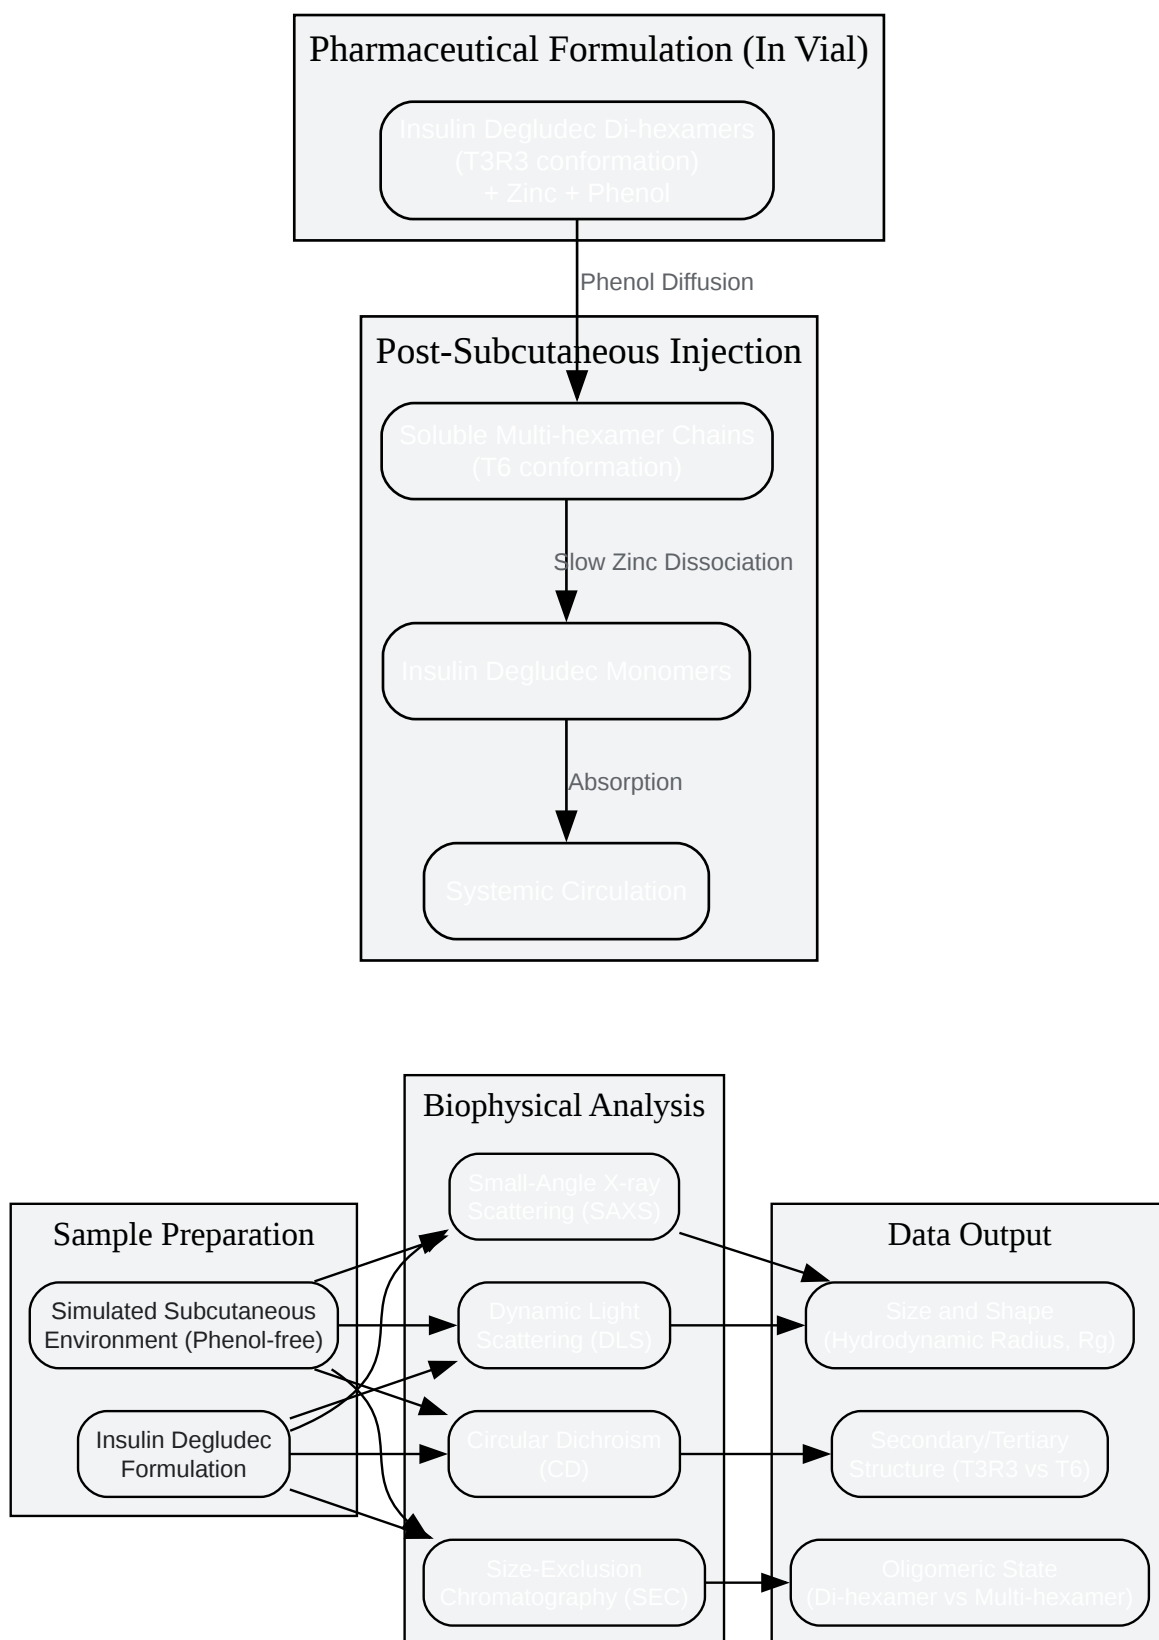 Pharmaceutical Formulation (In Vial)
Insulin Degludec Di-hexamers
(T3R3 conformation)
+ Zinc + Phenol
Phenol Diffusion
Post-Subcutaneous Injection
Soluble Multi-hexamer Chains
(T6 conformation)
Slow Zinc Dissociation
Insulin Degludec Monomers
Absorption
Systemic Circulation
Sample Preparation
Simulated Subcutaneous
Environment (Phenol-free)
Insulin Degludec
Formulation
Biophysical Analysis
Small-Angle X-ray
Scattering (SAXS)
Dynamic Light
Scattering (DLS)
Circular Dichroism
(CD)
Size-Exclusion
Chromatography (SEC)
Data Output
Size and Shape
(Hydrodynamic Radius, Rg)
Secondary/Tertiary
Structure (T3R3 vs T6)
Oligomeric State
(Di-hexamer vs Multi-hexamer)